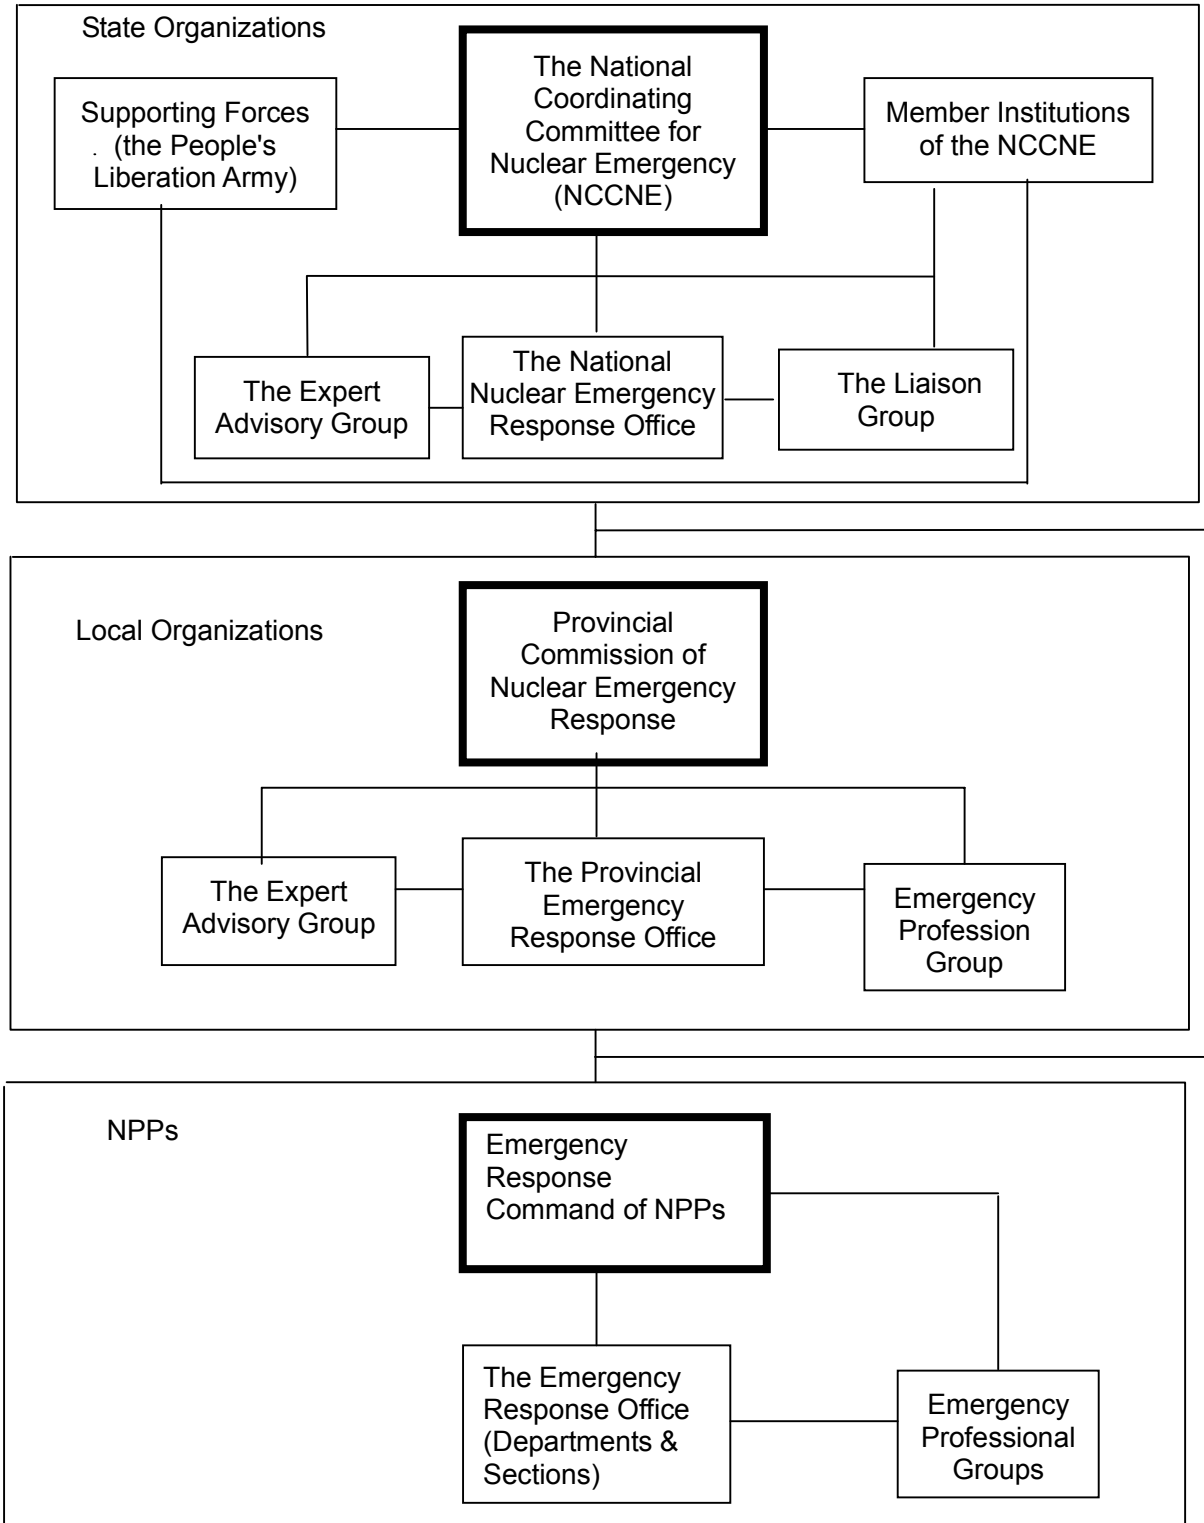 State Organizations
The National
Coordinating
Committee for
Nuclear Emergency
(NCCNE)
Supporting Forces
. (the People's
Liberation Army)
Member Institutions
of the NCCNE
The Expert
Advisory Group
The National
Nuclear Emergency
Response Office
The Liaison
Group
Local Organizations
Provincial
Commission of
Nuclear Emergency
Response
The Expert
Advisory Group
The Provincial
Emergency
Response Office
Emergency
Profession
Group
NPPs
Emergency
Response
Command of NPPs
The Emergency
Response Office
(Departments &
Sections)
Emergency
Professional
Groups